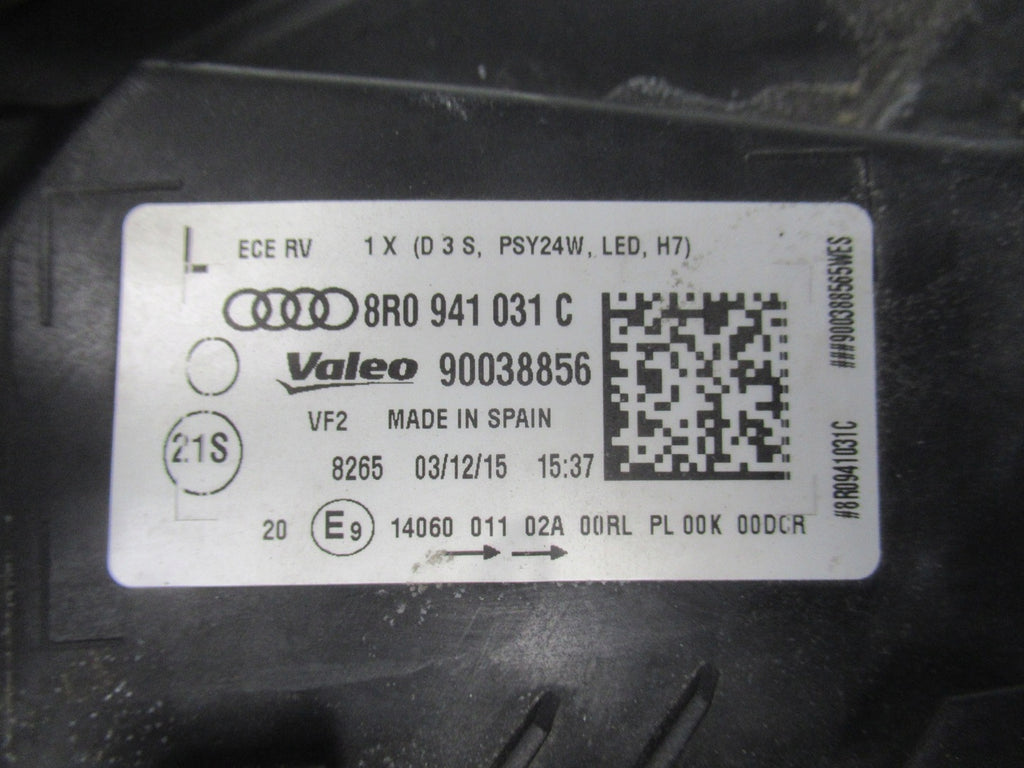 L ECE RV 1 X (D 3 S, PSY24W, LED, H7)
8R0 941 031 C
Valeo 90038856
VF2 MADE IN SPAIN
21S
8265 03/12/15 15:37
20 E9 14060 011 02A 00RL PL 00K 00DCR
#8R0941031C ###900388565WES